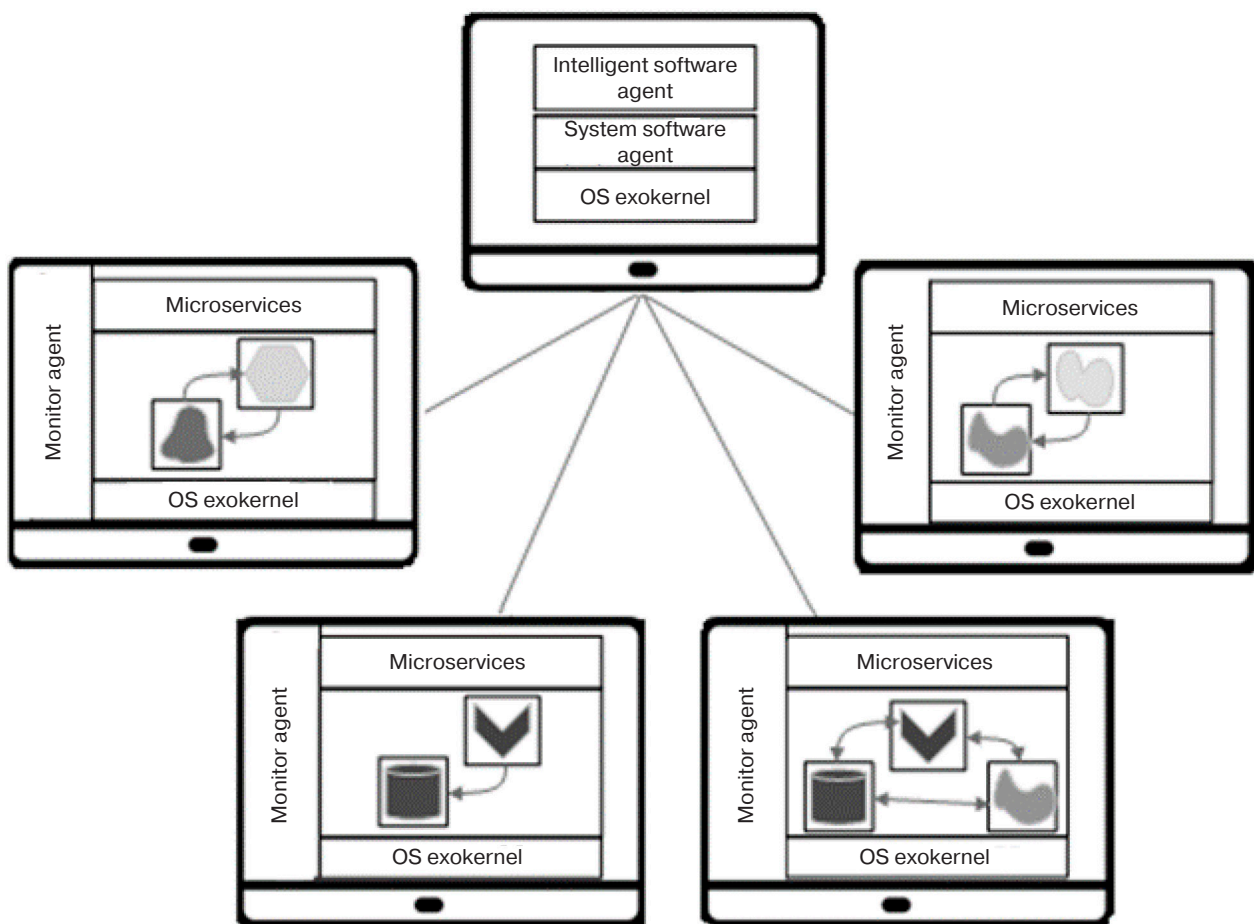 Intelligent software
agent
System software
agent
OS exokernel
Monitor agent
Microservices
OS exokernel
Monitor agent
Microservices
OS exokernel
Monitor agent
Microservices
OS exokernel
Monitor agent
Microservices
OS exokernel